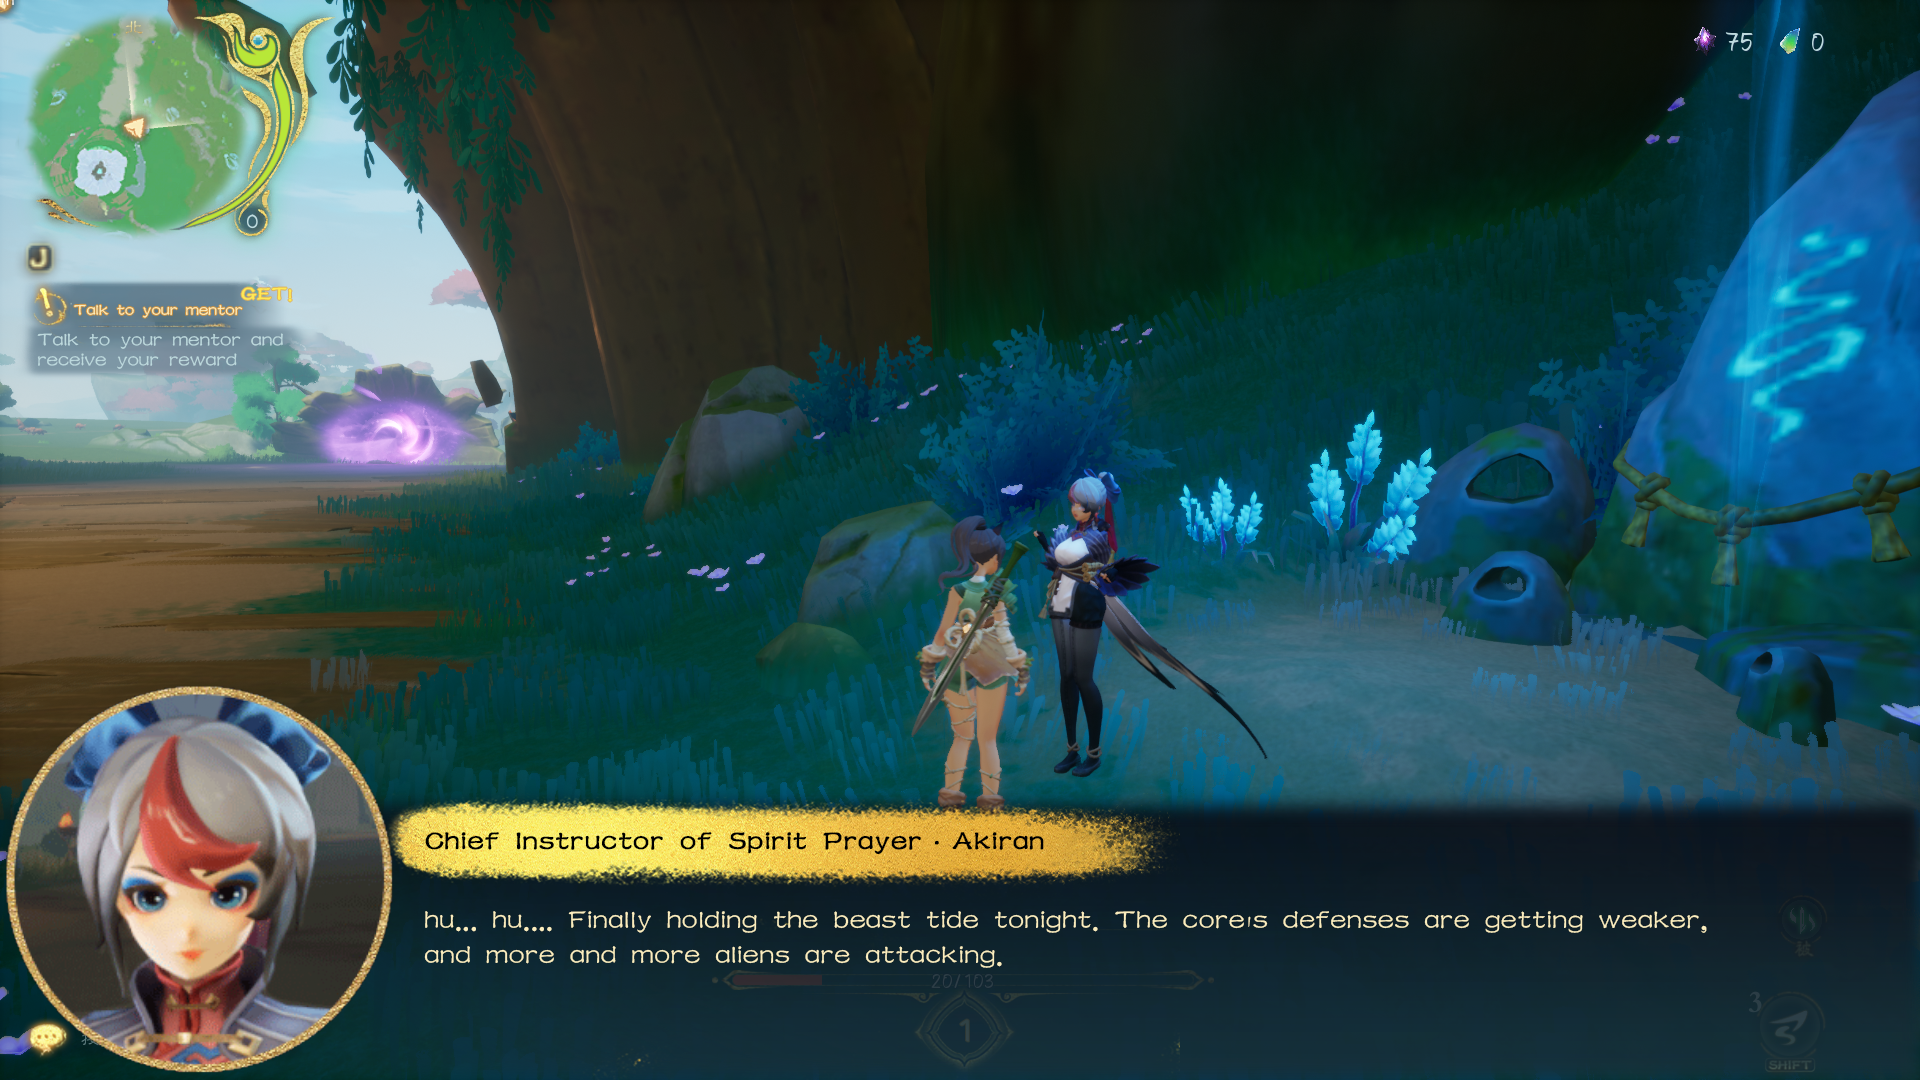 北
75
0
0
J
GET!
Talk to your mentor
Talk to your mentor and
receive your reward
Chief Instructor of Spirit Prayer · Akiran
hu... hu.... Finally holding the beast tide tonight. The core's defenses are getting weaker,
and more and more aliens are attacking.
20/103
1
3
SHIFT